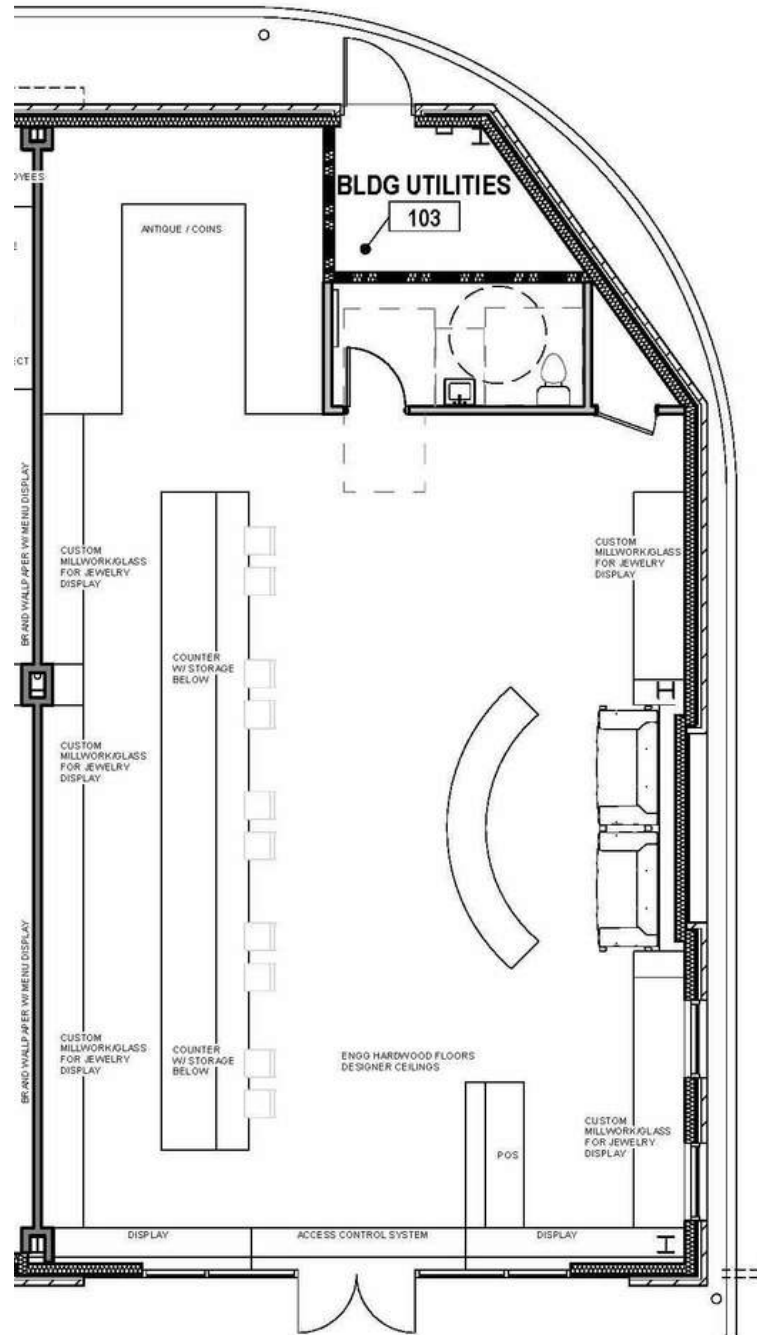 OYEES
BLDG UTILITIES
103
ANTIQUE / COINS
E
ECT
BRAND WALLPAPER W/ MENU DISPLAY
CUSTOM
MILLWORK/GLASS
FOR JEWELRY
DISPLAY
CUSTOM
MILLWORK/GLASS
FOR JEWELRY
DISPLAY
COUNTER
W/ STORAGE
BELOW
CUSTOM
MILLWORK/GLASS
FOR JEWELRY
DISPLAY
BRAND WALLPAPER W/ MENU DISPLAY
CUSTOM
MILLWORK/GLASS
FOR JEWELRY
DISPLAY
COUNTER
W/ STORAGE
BELOW
ENGG HARDWOOD FLOORS
DESIGNER CEILINGS
CUSTOM
MILLWORK/GLASS
FOR JEWELRY
DISPLAY
POS
DISPLAY
ACCESS CONTROL SYSTEM
DISPLAY